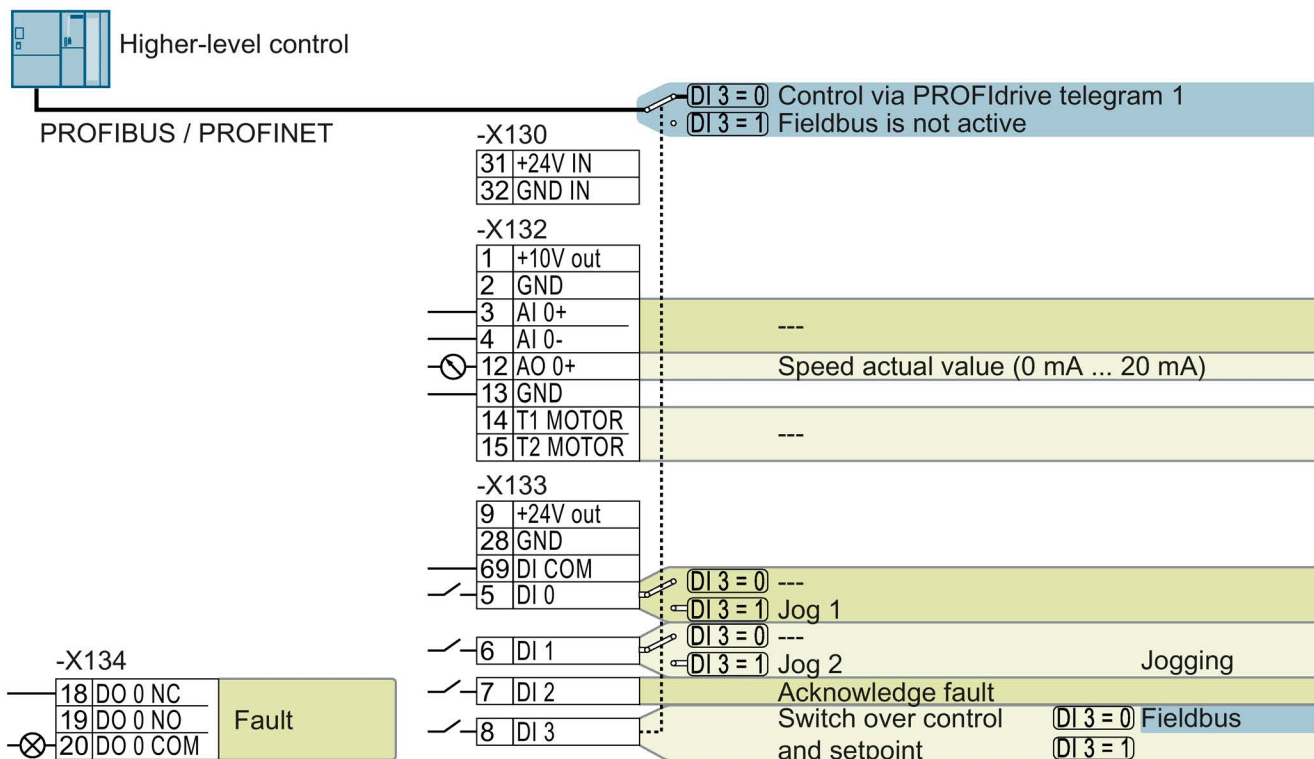 Higher-level control
DI 3 = 0 Control via PROFIdrive telegram 1
DI 3 = 1 Fieldbus is not active
PROFIBUS / PROFINET
-X130
31 +24V IN
32 GND IN
-X132
1 +10V out
2 GND
3 AI 0+
---
4 AI 0-
12 AO 0+ Speed actual value (0 mA ... 20 mA)
13 GND
14 T1 MOTOR
---
15 T2 MOTOR
-X133
9 +24V out
28 GND
69 DI COM
5 DI 0
DI 3 = 0 ---
DI 3 = 1 Jog 1
6 DI 1
DI 3 = 0 ---
DI 3 = 1 Jog 2 Jogging
7 DI 2 Acknowledge fault
8 DI 3
Switch over control DI 3 = 0 Fieldbus
and setpoint DI 3 = 1
-X134
18 DO 0 NC
19 DO 0 NO Fault
20 DO 0 COM